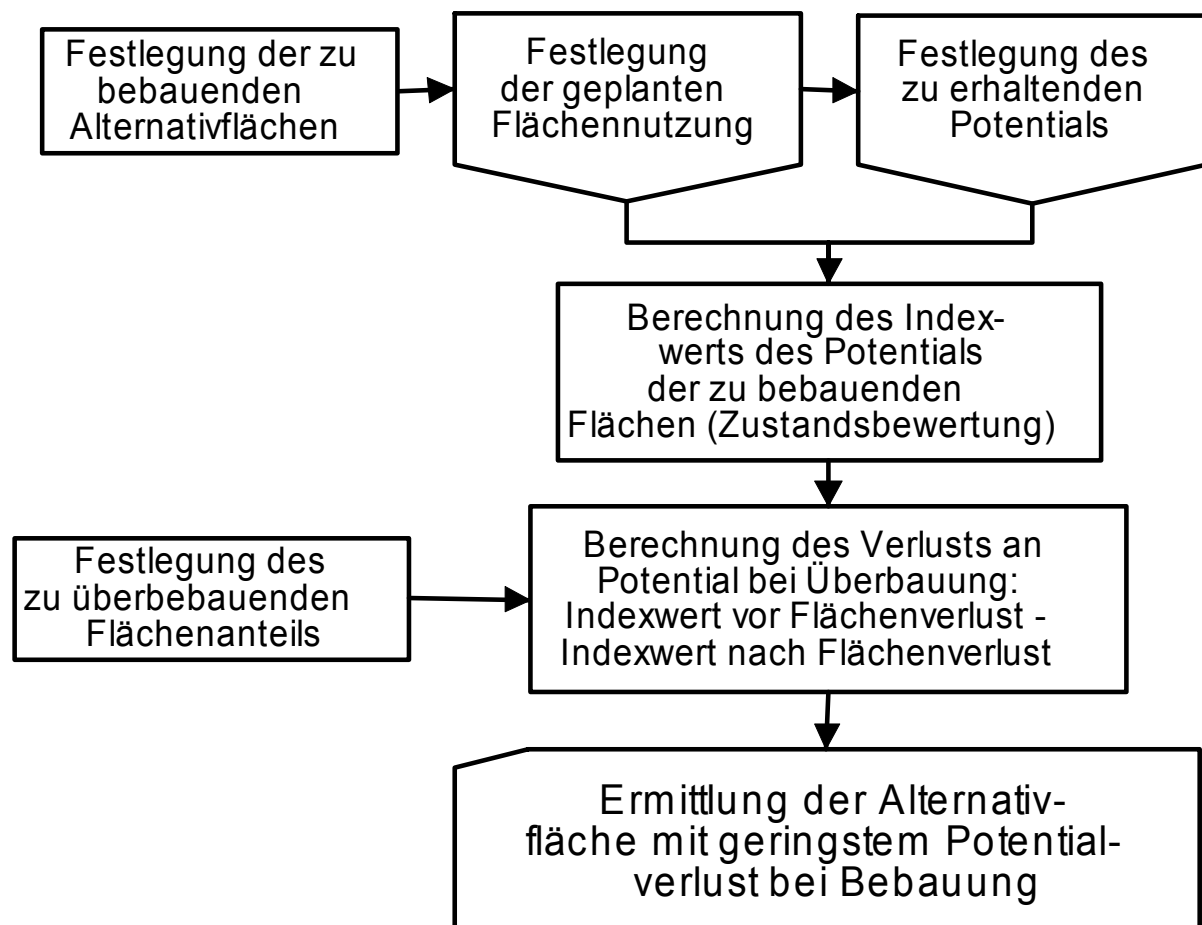 Festlegung der zu
bebauenden
Alternativflächen
Festlegung
der geplanten
Flächennutzung
Festlegung des
zu erhaltenden
Potentials
Berechnung des Index-
werts des Potentials
der zu bebauenden
Flächen (Zustandsbewertung)
Festlegung des
zu überbebauenden
Flächenanteils
Berechnung des Verlusts an
Potential bei Überbauung:
Indexwert vor Flächenverlust -
Indexwert nach Flächenverlust
Ermittlung der Alternativ-
fläche mit geringstem Potential-
verlust bei Bebauung